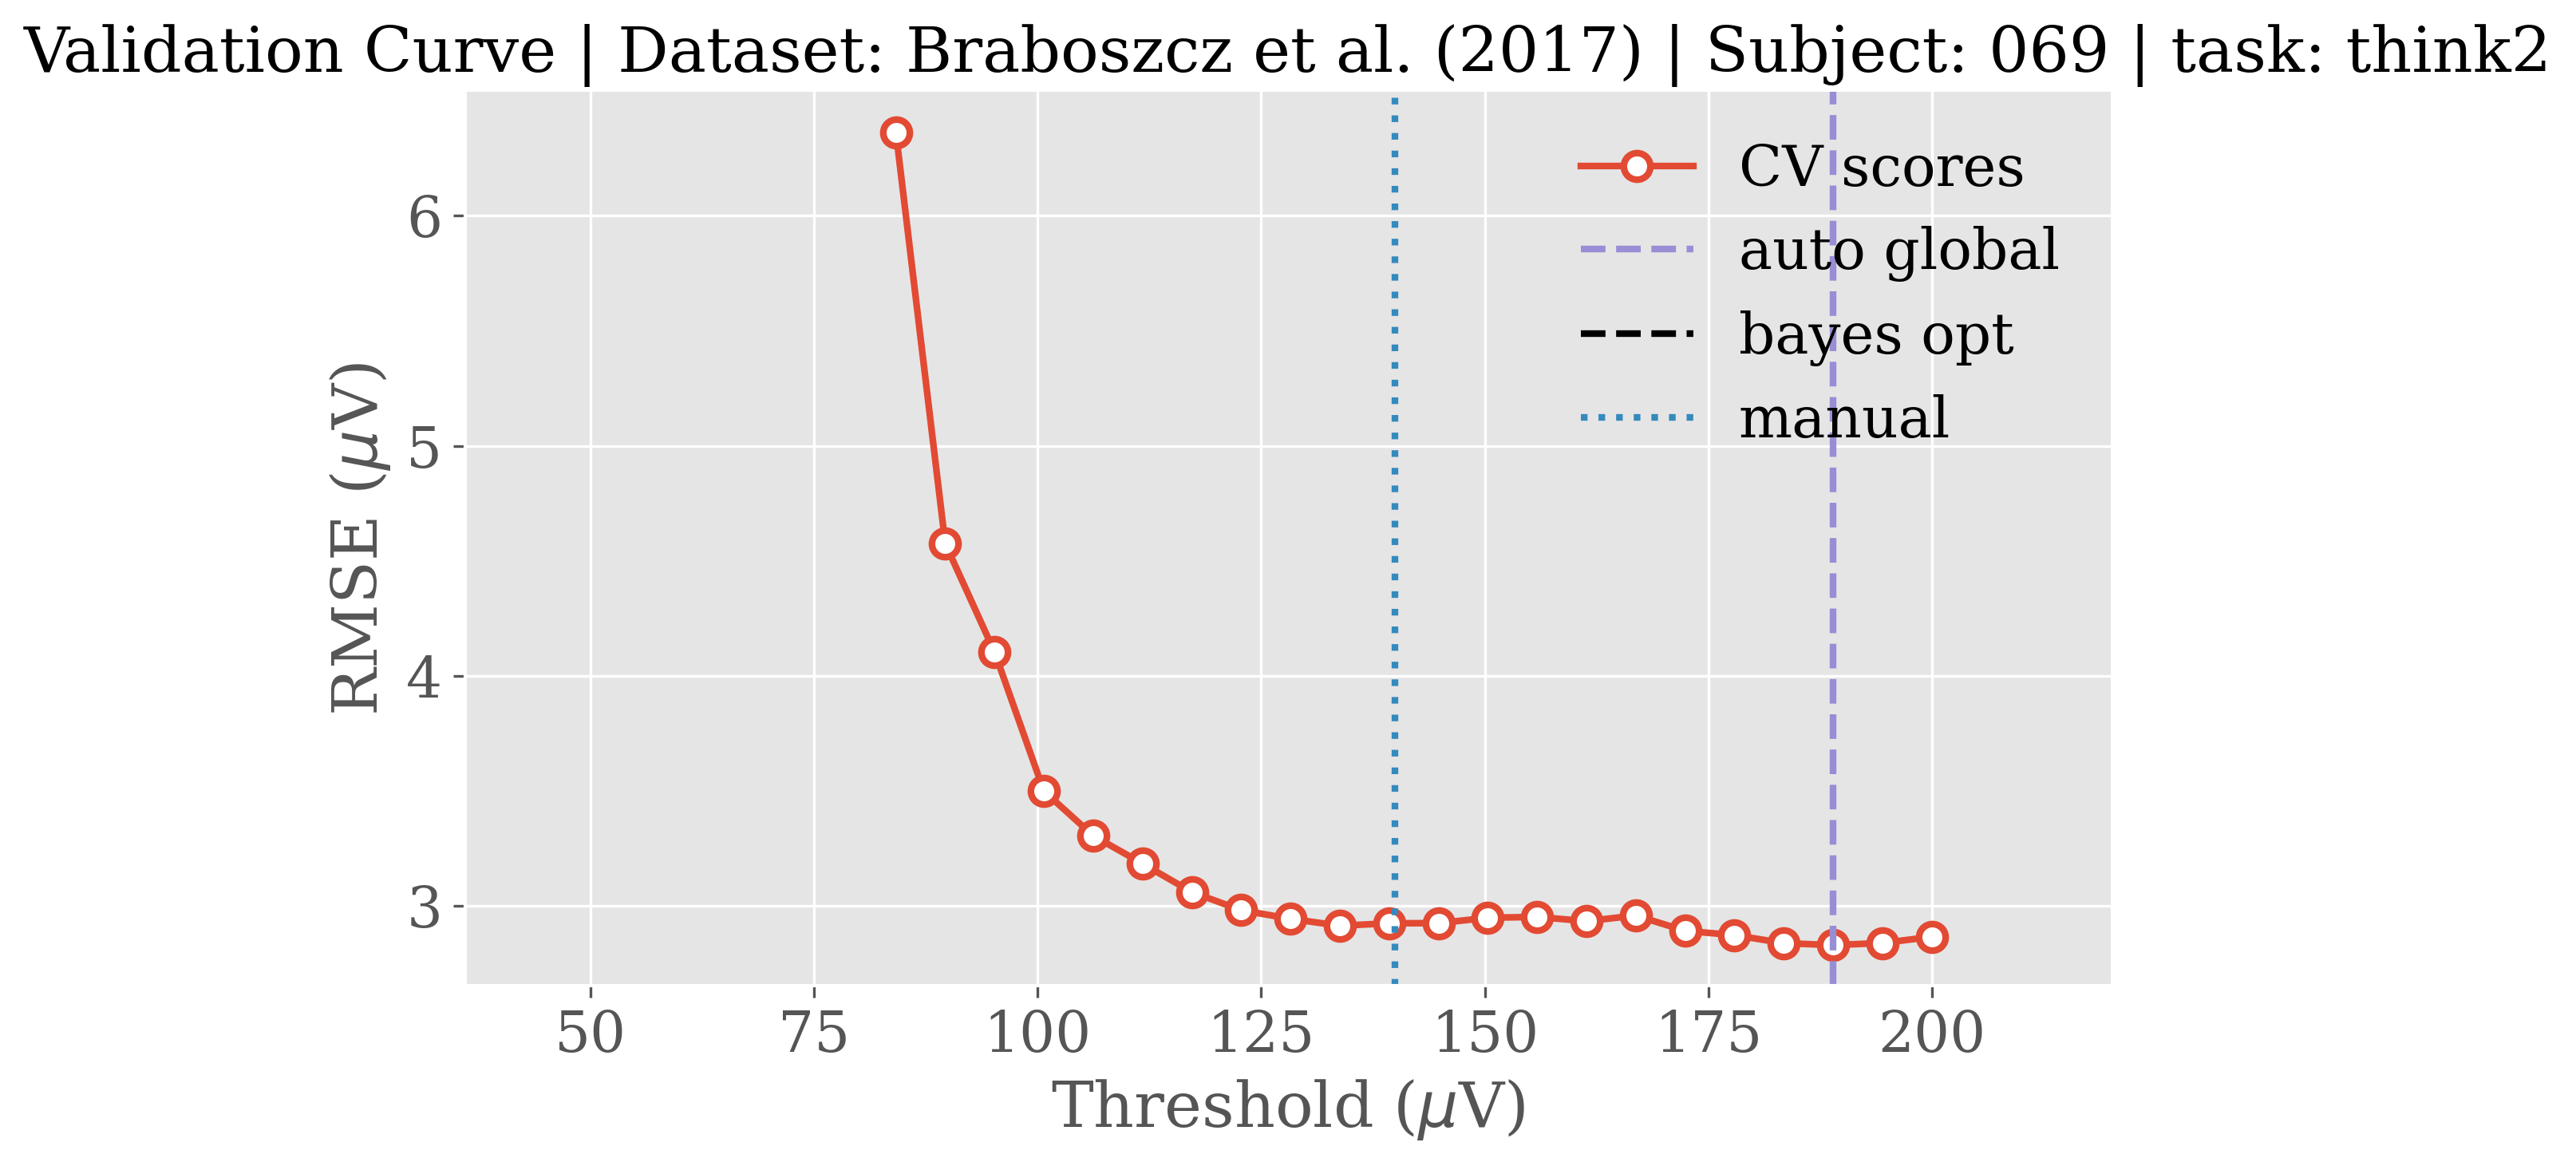 Validation Curve | Dataset: Braboszcz et al. (2017) | Subject: 069 | task: think2
CV scores
auto global
bayes opt
manual
6
5
4
3
RMSE (μV)
50 75 100 125 150 175 200
Threshold (μV)